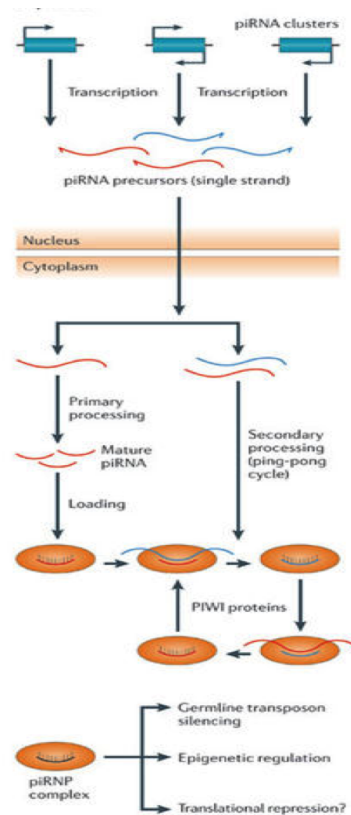 piRNA clusters
Transcription
Transcription
piRNA precursors (single strand)
Nucleus
Cytoplasm
Primary
processing
Mature
piRNA
Loading
Secondary
processing
(ping-pong
cycle)
PIWI proteins
piRNP
complex
Germline transposon
silencing
Epigenetic regulation
Translational repression?